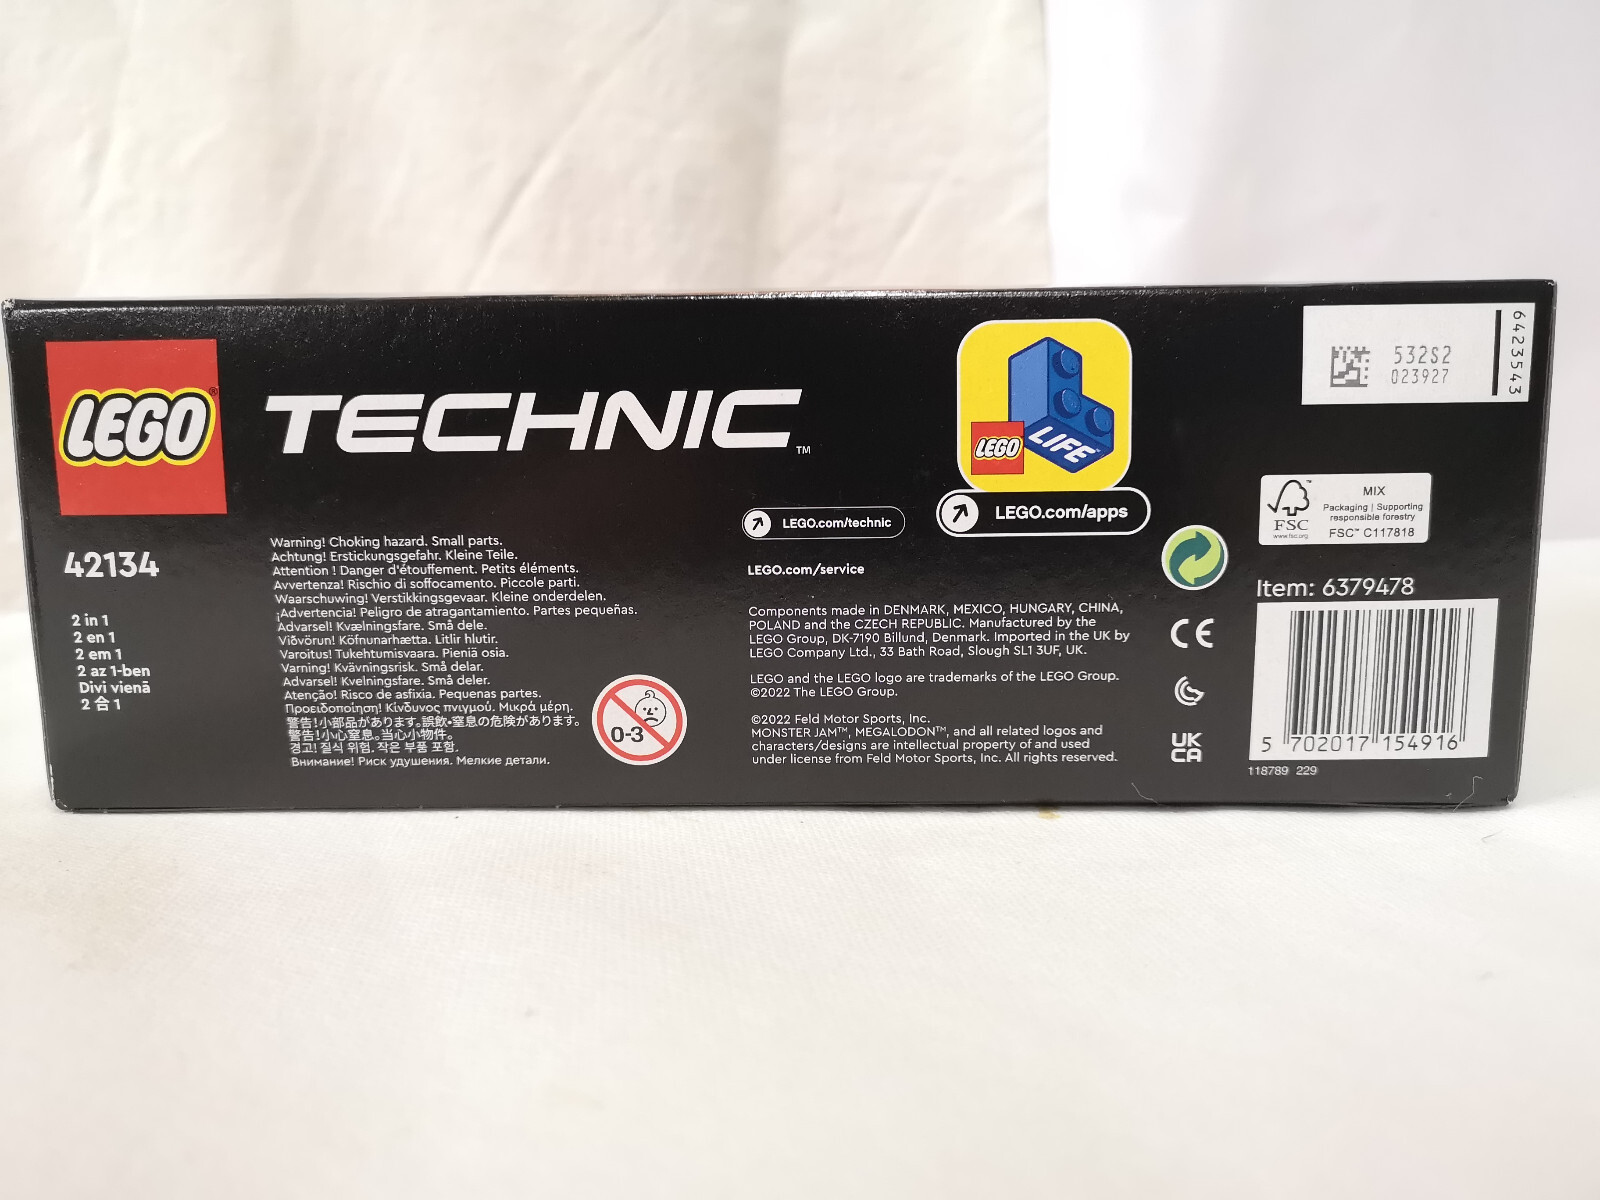 LEGO®
TECHNIC™
42134
2 in 1
2 en 1
2 em 1
2 az 1-ben
Divi vienā
2 合 1
Warning! Choking hazard. Small parts.
Achtung! Erstickungsgefahr. Kleine Teile.
Attention ! Danger d'étouffement. Petits éléments.
Avvertenza! Rischio di soffocamento. Piccole parti.
Waarschuwing! Verstikkingsgevaar. Kleine onderdelen.
¡Advertencia! Peligro de atragantamiento. Partes pequeñas.
Advarsel! Kvælningsfare. Små dele.
Viðvörun! Köfnunarhætta. Litlir hlutir.
Varoitus! Tukehtumisvaara. Pieniä osia.
Varning! Kvävningsrisk. Små delar.
Advarsel! Kvelningsfare. Små deler.
Atenção! Risco de asfixia. Pequenas partes.
Προειδοποίηση! Κίνδυνος πνιγμού. Μικρά μέρη.
警告!小部品があります。誤飲・窒息の危険があります。
警告!小心窒息。当心小物件。
경고! 질식 위험. 작은 부품 포함.
Внимание! Риск удушения. Мелкие детали.
0-3
LEGO LIFE™
LEGO.com/apps
LEGO.com/technic
LEGO.com/service
Components made in DENMARK, MEXICO, HUNGARY, CHINA,
POLAND and the CZECH REPUBLIC. Manufactured by the
LEGO Group, DK-7190 Billund, Denmark. Imported in the UK by
LEGO Company Ltd., 33 Bath Road, Slough SL1 3UF, UK.
LEGO and the LEGO logo are trademarks of the LEGO Group.
©2022 The LEGO Group.
©2022 Feld Motor Sports, Inc.
MONSTER JAM™, MEGALODON™, and all related logos and
characters/designs are intellectual property of and used
under license from Feld Motor Sports, Inc. All rights reserved.
CE
UK
CA
532S2
023927
6423543
FSC™
www.fsc.org
MIX
Packaging | Supporting
responsible forestry
FSC™ C117818
Item: 6379478
5 702017 154916
118789 229